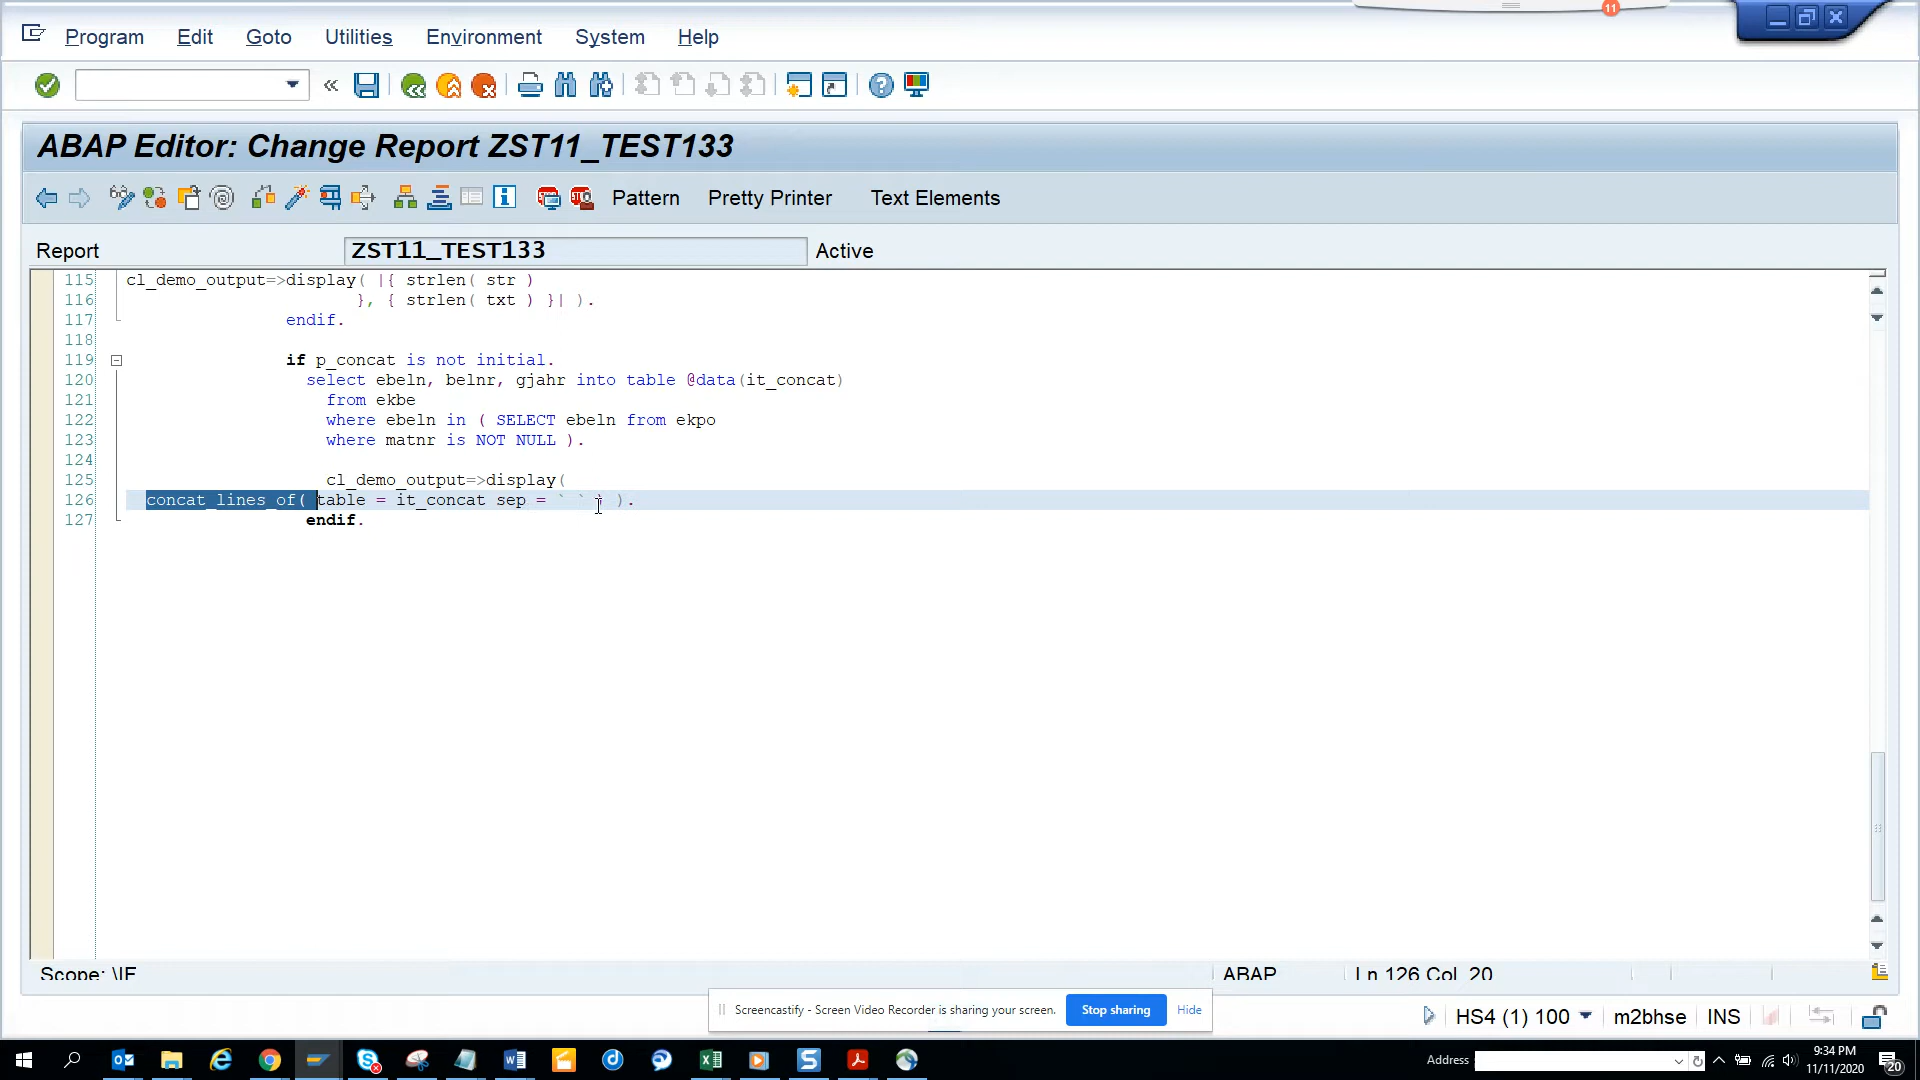 11
Program Edit Goto Utilities Environment System Help
ABAP Editor: Change Report ZST11_TEST133
Pattern Pretty Printer Text Elements
Report ZST11_TEST133 Active
115 cl_demo_output=>display( |{ strlen( str )
116 }, { strlen( txt ) }| ).
117 endif.
118
119 if p_concat is not initial.
120 select ebeln, belnr, gjahr into table @data(it_concat)
121 from ekbe
122 where ebeln in ( SELECT ebeln from ekpo
123 where matnr is NOT NULL ).
124
125 cl_demo_output=>display(
126 concat_lines_of( table = it_concat sep = ` ` ) ).
127 endif.
Scope: \IF ABAP Ln 126 Col 20
Screencastify - Screen Video Recorder is sharing your screen. Stop sharing Hide
HS4 (1) 100 m2bhse INS
Address 9:34 PM
11/11/2020 20